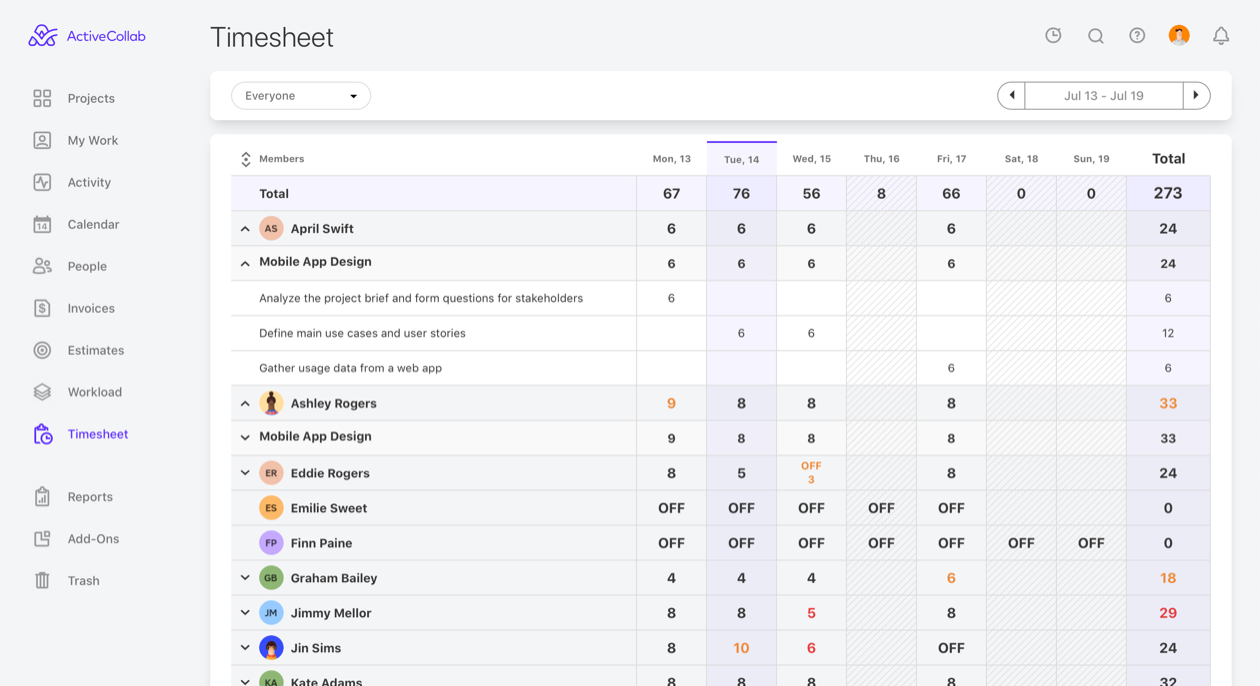 ActiveCollab
Timesheet
Projects
My Work
Activity
14
Calendar
People
Invoices
Estimates
Workload
Timesheet
Reports
Add-Ons
Trash
Everyone
Jul 13 - Jul 19
Members Mon, 13 Tue, 14 Wed, 15 Thu, 16 Fri, 17 Sat, 18 Sun, 19 Total
Total 67 76 56 8 66 0 0 273
AS April Swift 6 6 6 6 24
Mobile App Design 6 6 6 6 24
Analyze the project brief and form questions for stakeholders 6 6
Define main use cases and user stories 6 6 12
Gather usage data from a web app 6 6
Ashley Rogers 9 8 8 8 33
Mobile App Design 9 8 8 8 33
ER Eddie Rogers 8 5 OFF 3 8 24
ES Emilie Sweet OFF OFF OFF OFF OFF 0
FP Finn Paine OFF OFF OFF OFF OFF OFF OFF 0
GB Graham Bailey 4 4 4 6 18
JM Jimmy Mellor 8 8 5 8 29
Jin Sims 8 10 6 OFF 24
KA Kate Adams 8 8 8 8 32